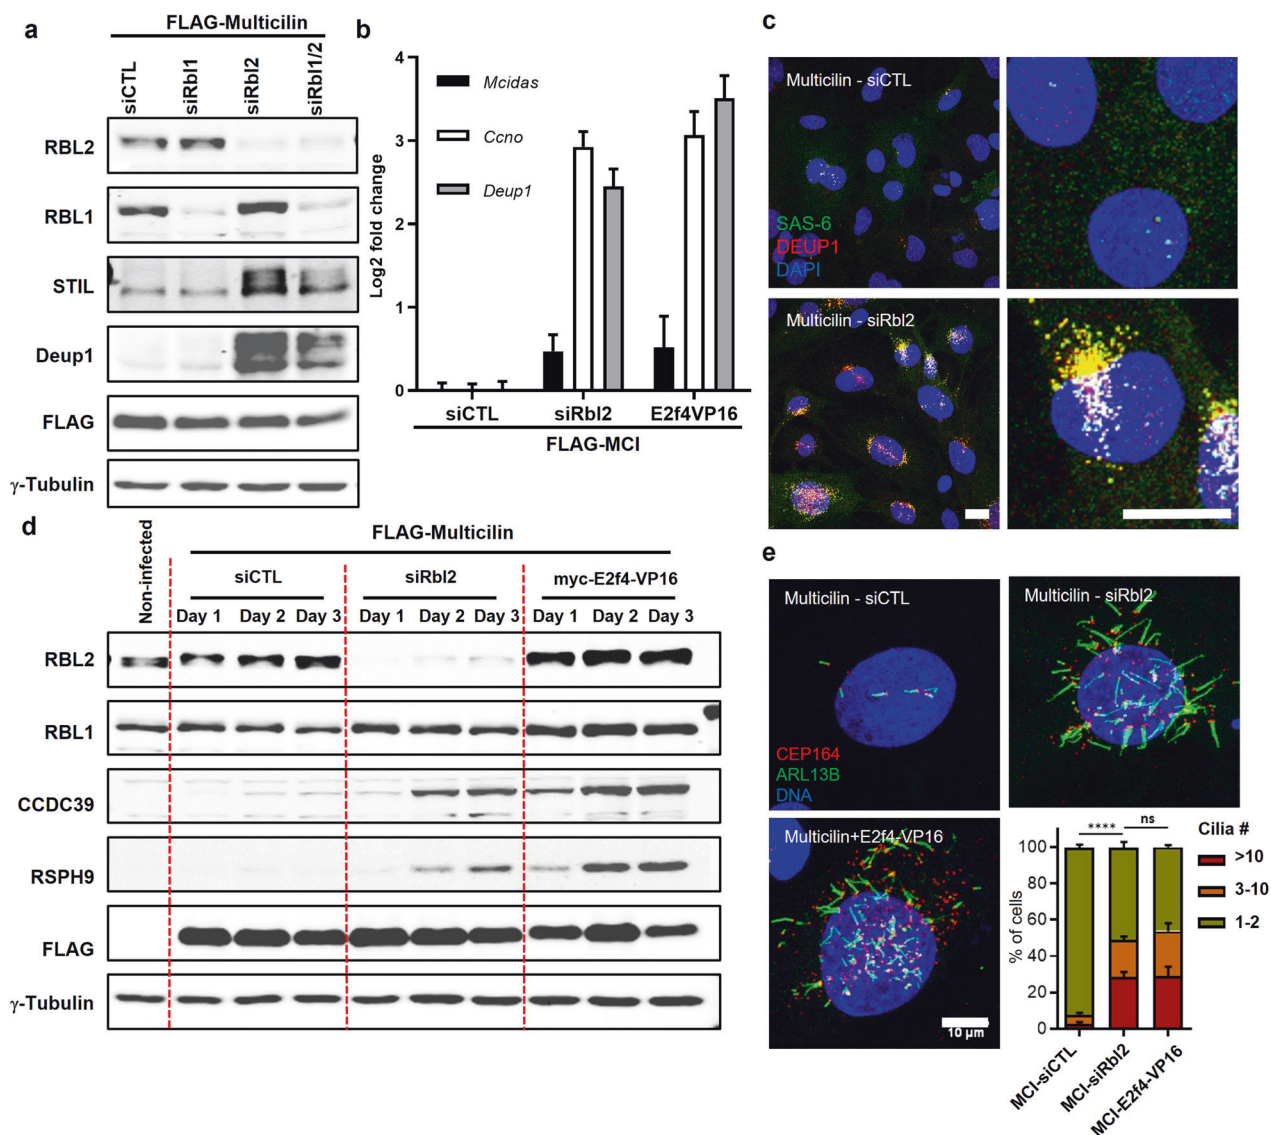 a
FLAG-Multicilin
siCTL
siRbl1
siRbl2
siRbl1/2
RBL2
RBL1
STIL
Deup1
FLAG
γ-Tubulin
b
Log2 fold change
4
3
2
1
0
Mcidas
Ccno
Deup1
siCTL siRbl2 E2f4VP16
FLAG-MCI
c
Multicilin - siCTL
SAS-6
DEUP1
DAPI
Multicilin - siRbl2
d
FLAG-Multicilin
Non-infected
siCTL siRbl2 myc-E2f4-VP16
Day 1 Day 2 Day 3 Day 1 Day 2 Day 3 Day 1 Day 2 Day 3
RBL2
RBL1
CCDC39
RSPH9
FLAG
γ-Tubulin
e
Multicilin - siCTL
CEP164
ARL13B
DNA
Multicilin - siRbl2
Multicilin+E2f4-VP16
10 µm
% of cells
100
80
60
40
20
0
**** ns
Cilia #
>10
3-10
1-2
MCI-siCTL
MCI-siRbl2
MCI-E2f4-VP16